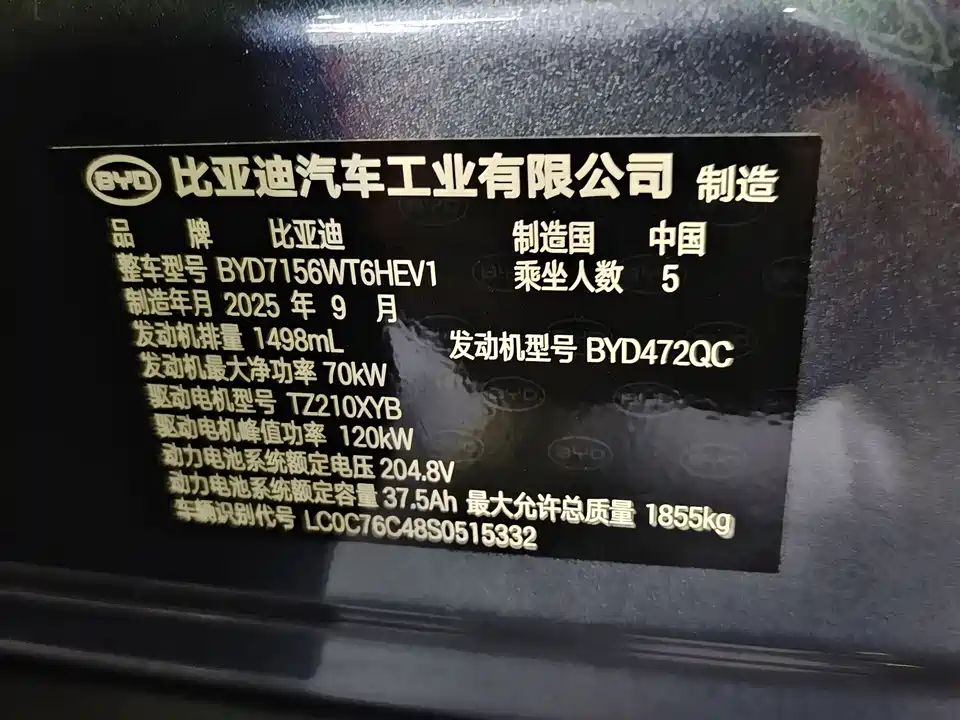 BYD 比亚迪汽车工业有限公司 制造
品 牌 比亚迪 制造国 中国
整车型号 BYD7156WT6HEV1 乘坐人数 5
制造年月 2025 年 9 月
发动机排量 1498mL 发动机型号 BYD472QC
发动机最大净功率 70kW
驱动电机型号 TZ210XYB
驱动电机峰值功率 120kW
动力电池系统额定电压 204.8V
动力电池系统额定容量 37.5Ah 最大允许总质量 1855kg
车辆识别代号 LC0C76C48S0515332